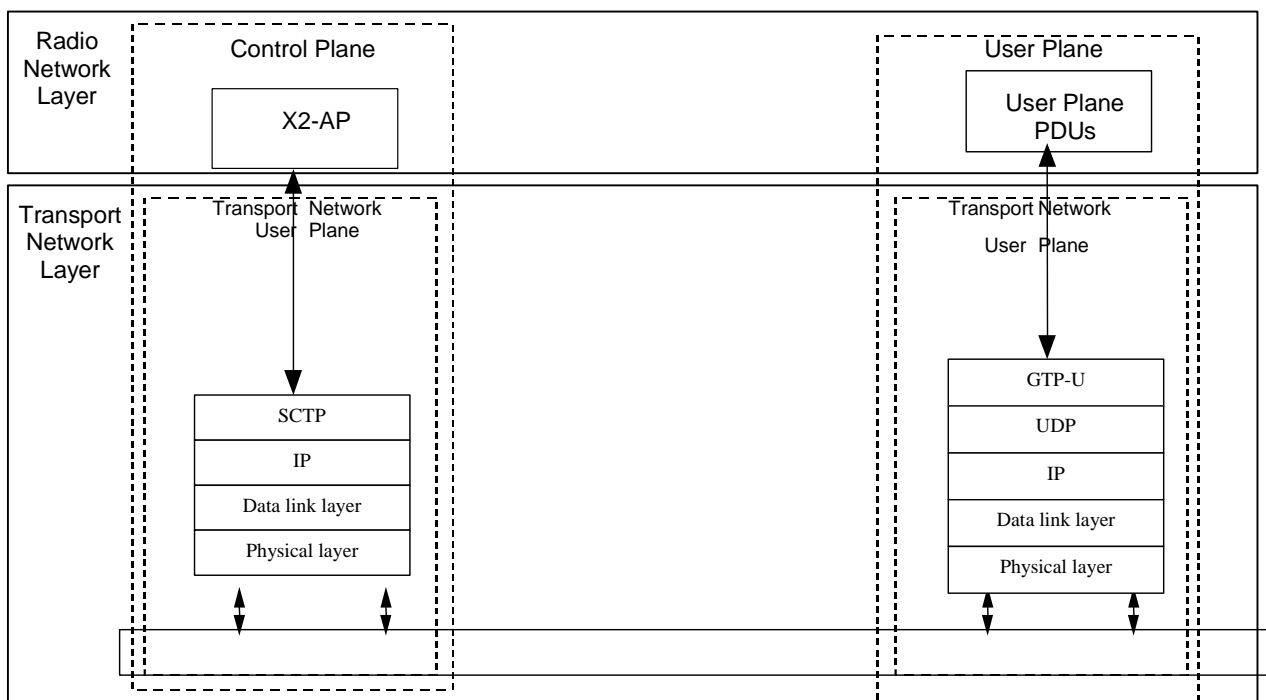 Radio
Network
Layer
Control Plane
X2-AP
User Plane
User Plane
PDUs
Transport
Network
Layer
Transport Network
User Plane
SCTP
IP
Data link layer
Physical layer
Transport Network
User Plane
GTP-U
UDP
IP
Data link layer
Physical layer